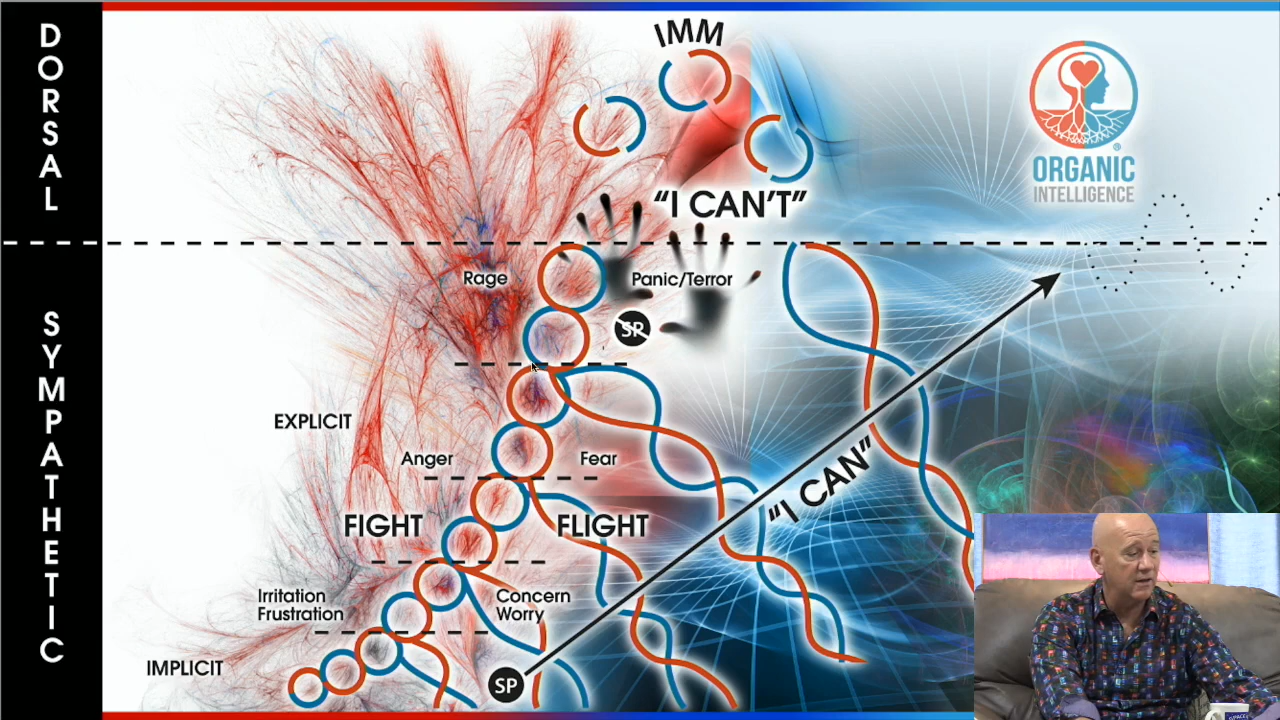 DORSAL
SYMPATHETIC
IMM
"I CAN'T"
ORGANIC
INTELLIGENCE
®
Rage
Panic/Terror
SP
EXPLICIT
Anger
Fear
"I CAN"
FIGHT
FLIGHT
Irritation
Frustration
Concern
Worry
IMPLICIT
SP